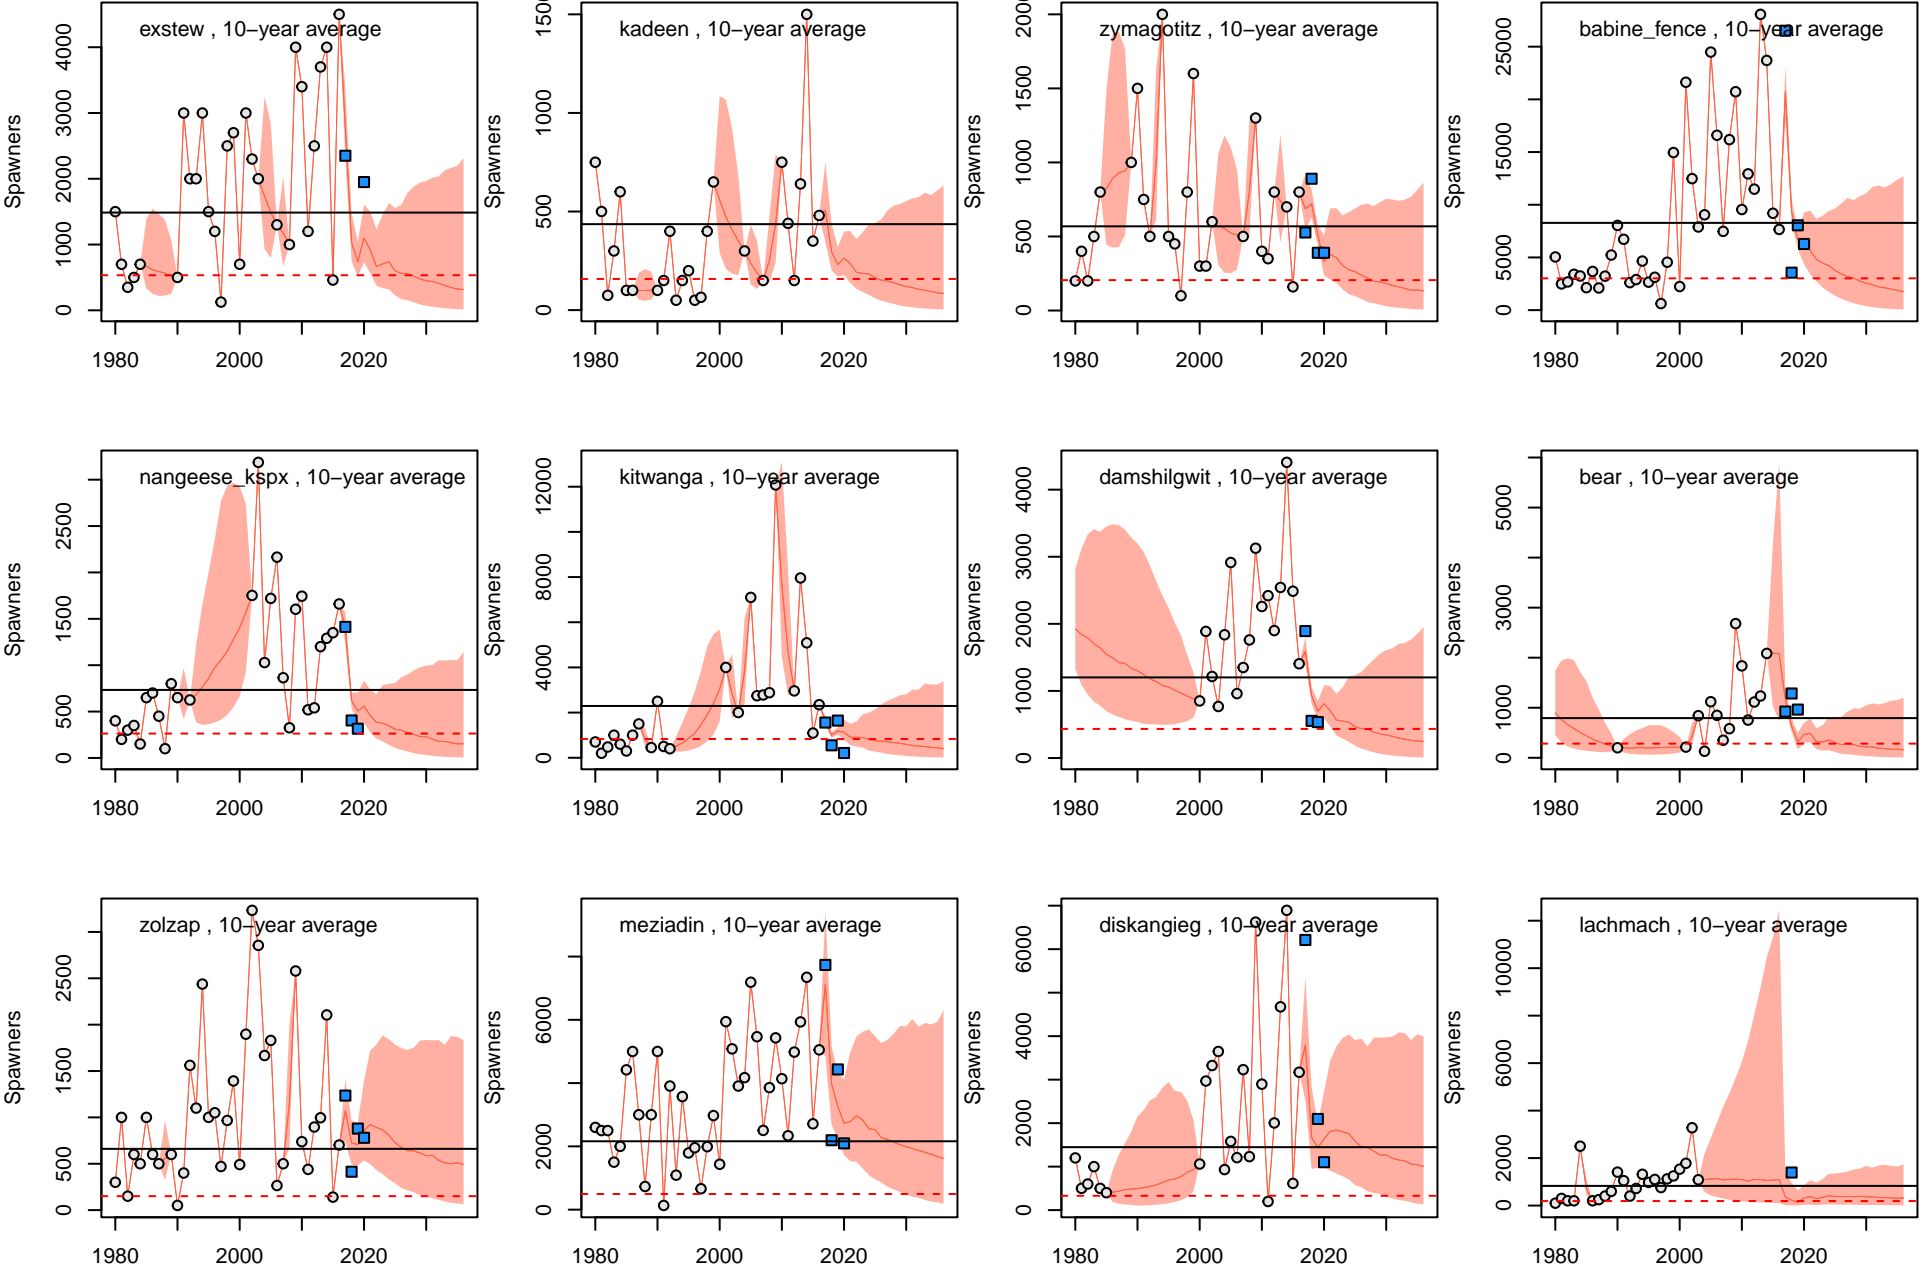 exstew , 10−year average
Spawners
0 1000 2000 3000 4000
1980 2000 2020
kadeen , 10−year average
Spawners
0 500 1000 1500
1980 2000 2020
zymagotitz , 10−year average
Spawners
0 500 1000 1500 2000
1980 2000 2020
babine_fence , 10−year average
Spawners
0 5000 15000 25000
1980 2000 2020
nangeese_kspx , 10−year average
Spawners
0 500 1500 2500
1980 2000 2020
kitwanga , 10−year average
Spawners
0 4000 8000 12000
1980 2000 2020
damshilgwit , 10−year average
Spawners
0 1000 2000 3000 4000
1980 2000 2020
bear , 10−year average
Spawners
0 1000 3000 5000
1980 2000 2020
zolzap , 10−year average
Spawners
0 500 1500 2500
1980 2000 2020
meziadin , 10−year average
Spawners
0 2000 6000
1980 2000 2020
diskangieg , 10−year average
Spawners
0 2000 4000 6000
1980 2000 2020
lachmach , 10−year average
Spawners
0 2000 6000 10000
1980 2000 2020